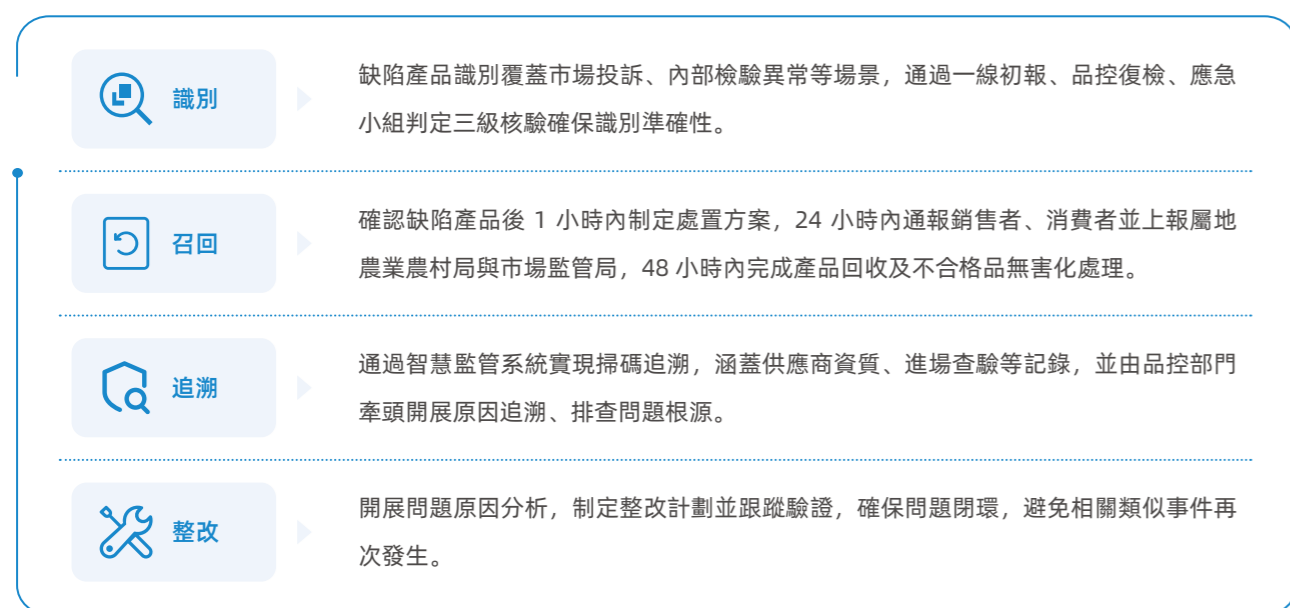 識別
缺陷產品識別覆蓋市場投訴、內部檢驗異常等場景，通過一線初報、品控復檢、應急
小組判定三級核驗確保識別準確性。
召回
確認缺陷產品後 1 小時內制定處置方案，24 小時內通報銷售者、消費者並上報屬地
農業農村局與市場監管局，48 小時內完成產品回收及不合格品無害化處理。
追溯
通過智慧監管系統實現掃碼追溯，涵蓋供應商資質、進場查驗等記錄，並由品控部門
牽頭開展原因追溯、排查問題根源。
整改
開展問題原因分析，制定整改計劃並跟蹤驗證，確保問題閉環，避免相關類似事件再
次發生。